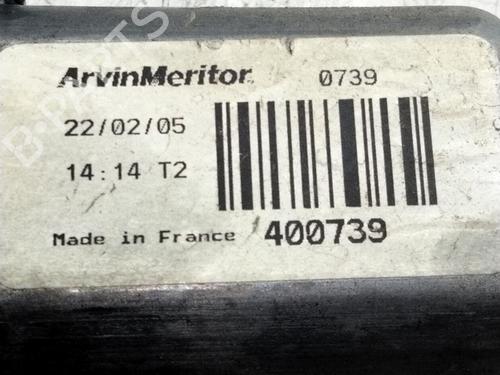 ArvinMeritor 0739
22/02/05
14:14 T2
Made in France 400739
B-PARTS